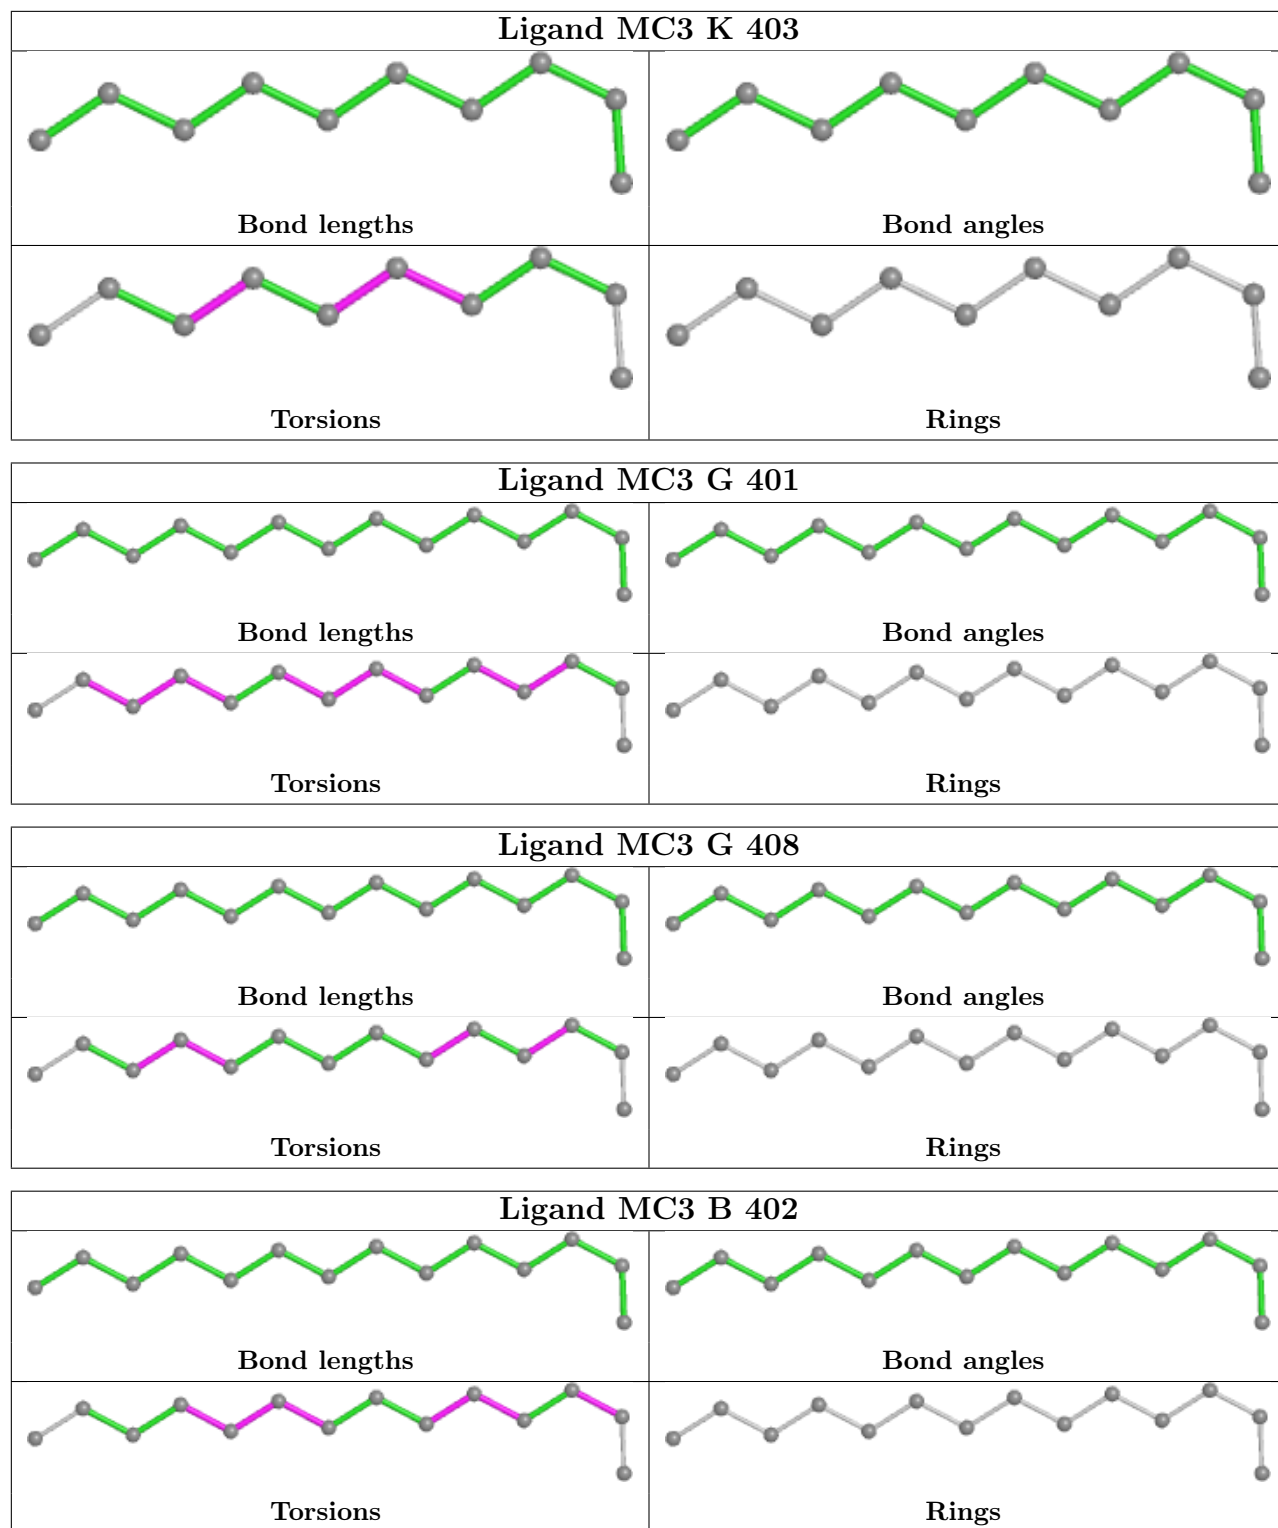 Ligand MC3 K 403
Bond lengths Bond angles
Torsions Rings
Ligand MC3 G 401
Bond lengths Bond angles
Torsions Rings
Ligand MC3 G 408
Bond lengths Bond angles
Torsions Rings
Ligand MC3 B 402
Bond lengths Bond angles
Torsions Rings